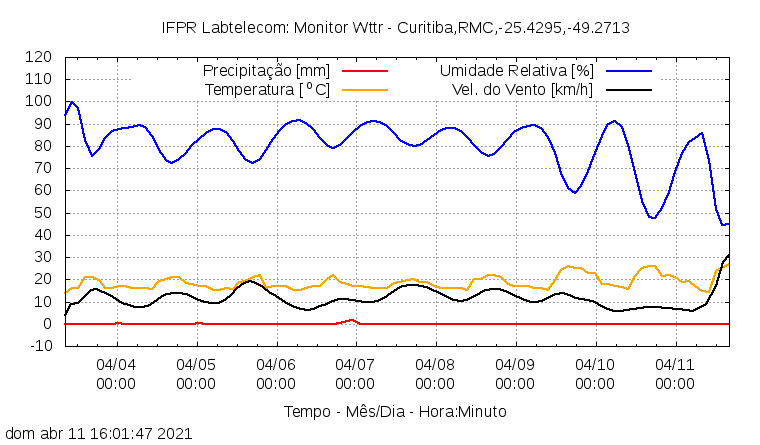 IFPR Labtelecom: Monitor Wttr - Curitiba,RMC,-25.4295,-49.2713
120
110
100
90
80
70
60
50
40
30
20
10
0
-10
Precipitação [mm]
Temperatura [ ⁰C]
Umidade Relativa [%]
Vel. do Vento [km/h]
04/04 04/05 04/06 04/07 04/08 04/09 04/10 04/11
00:00 00:00 00:00 00:00 00:00 00:00 00:00 00:00
Tempo - Mês/Dia - Hora:Minuto
dom abr 11 16:01:47 2021